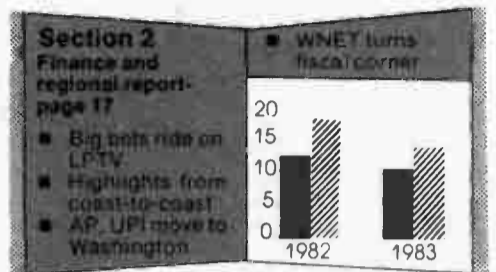 Section 2
Finance and
regional report-
page 17
■ Big bets ride on
LPTV
■ Highlights from
coast-to-coast
■ AP, UPI move to
Washington
■ WNET turns
fiscal corner
20
15
10
5
0
1982
1983